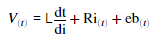 V(t) = L dt/di + Ri(t) + eb(t)